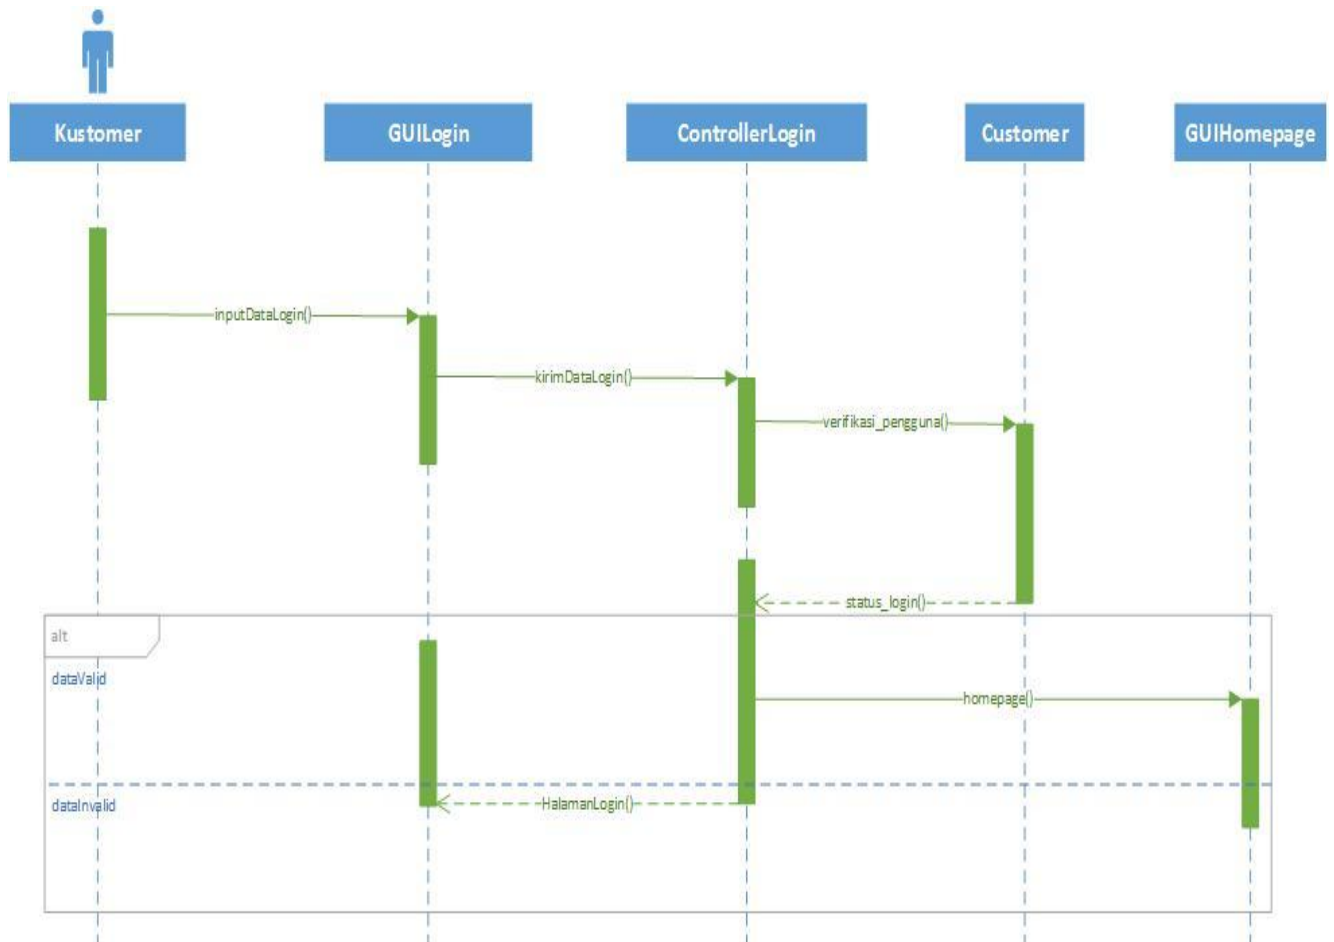 Kustomer
GUILogin
ControllerLogin
Customer
GUIHomepage
inputDataLogin()
kirimDataLogin()
verifikasi_pengguna()
status_login()
alt
dataValid
homepage()
dataInvalid
HalamanLogin()